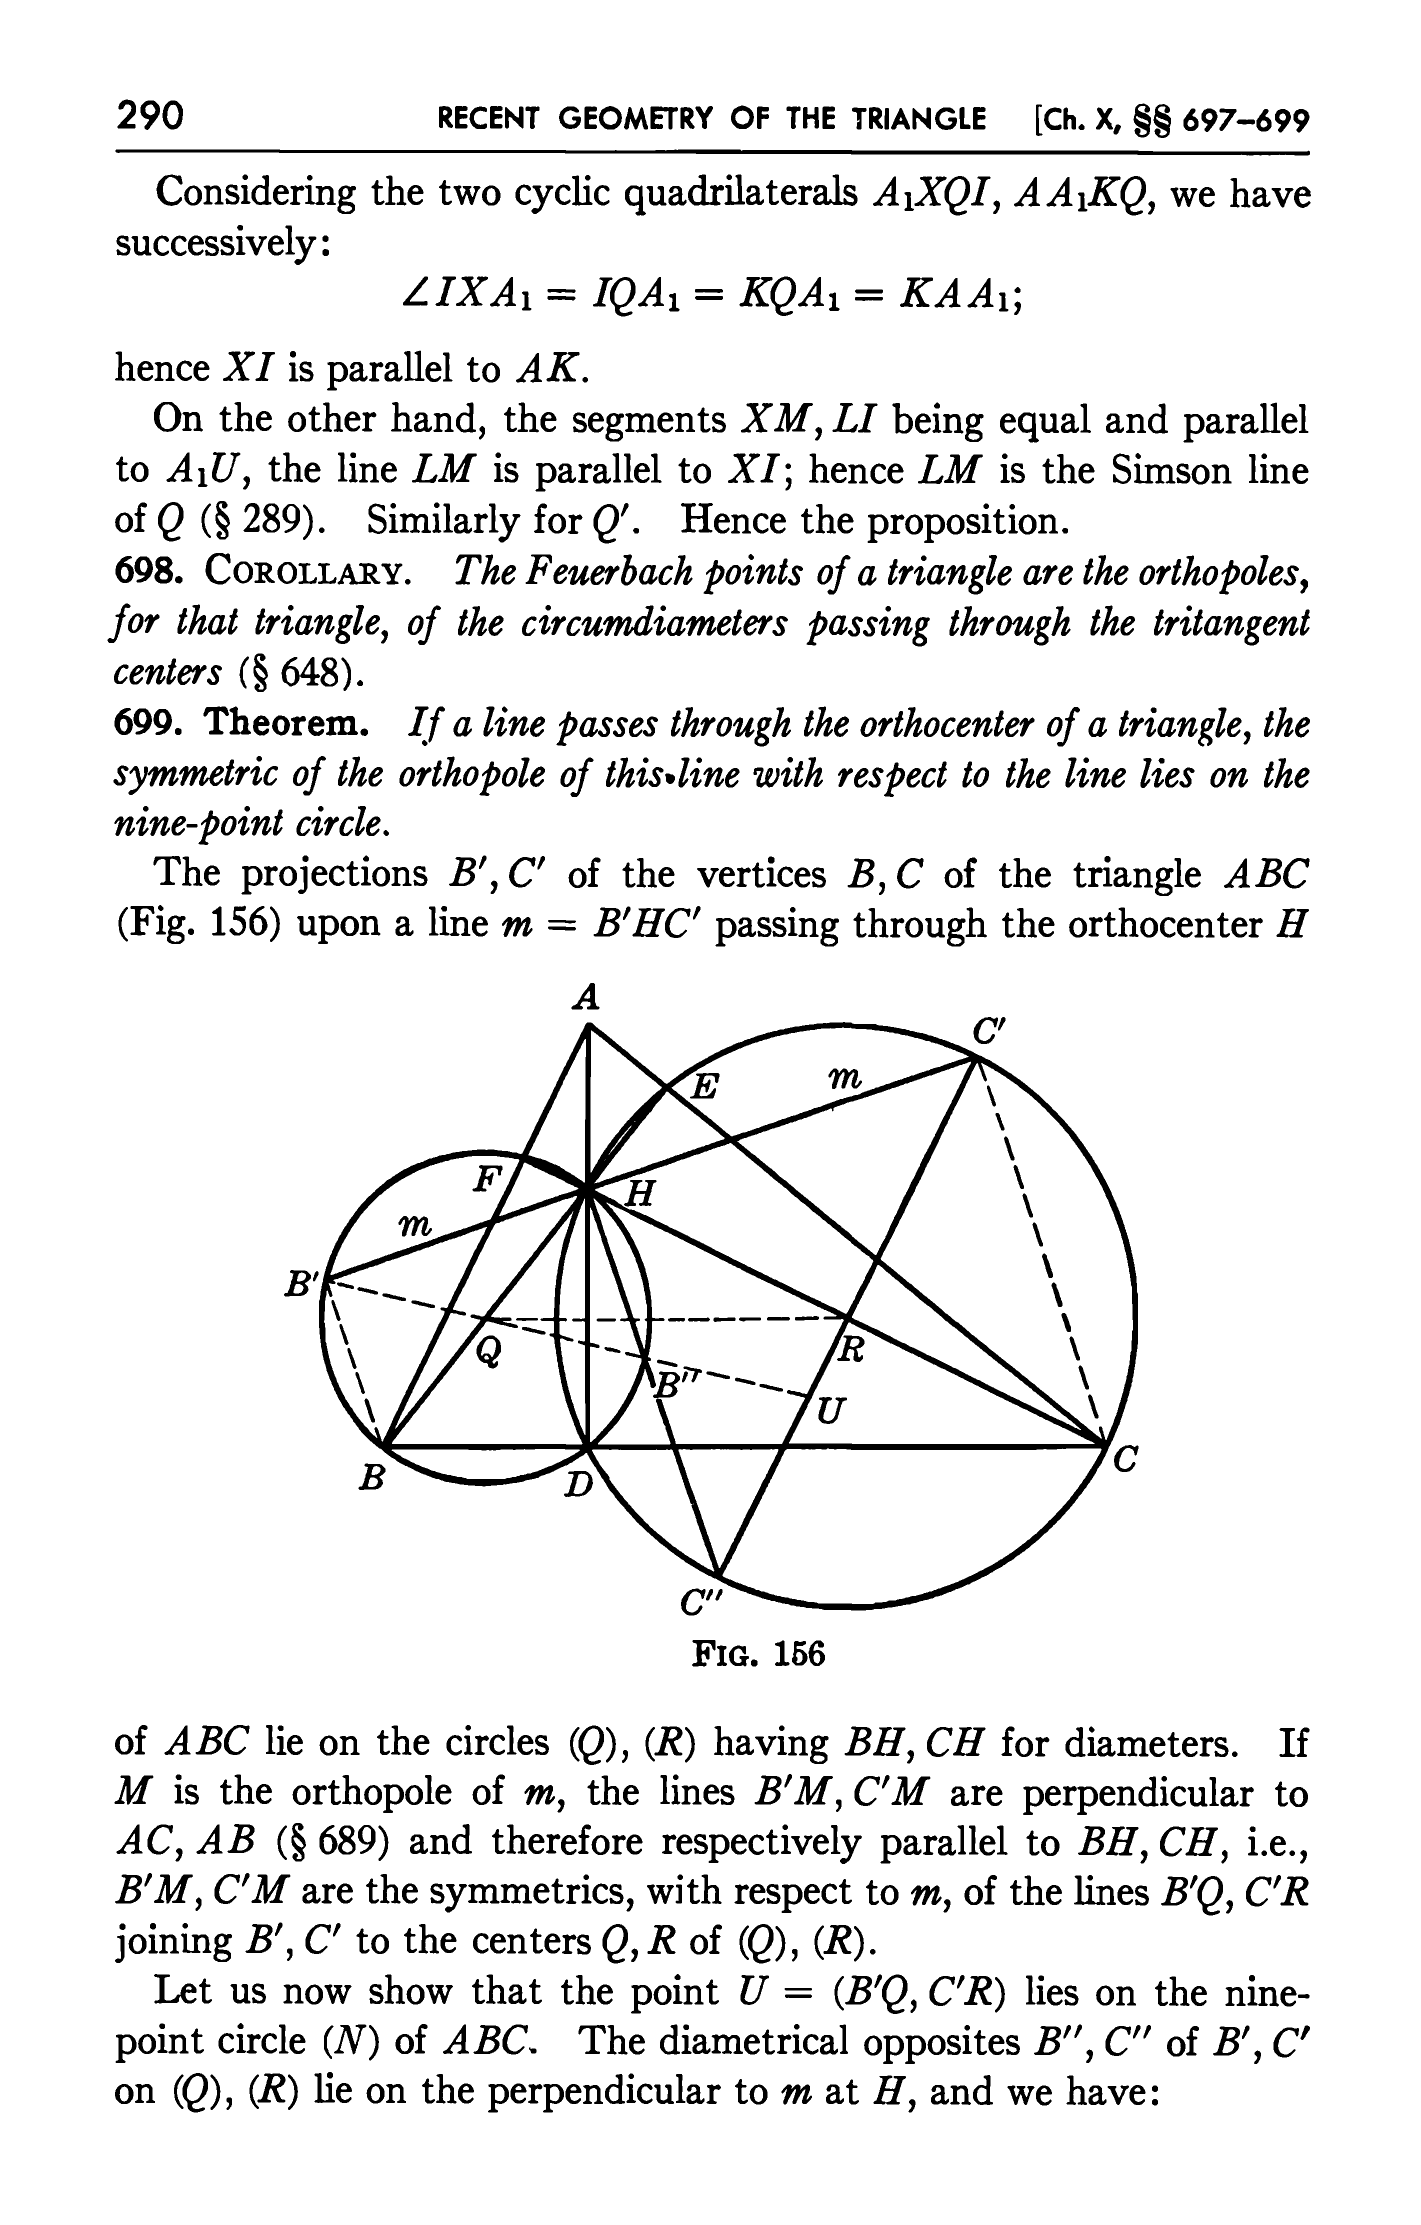 290 RECENT GEOMETRY OF THE TRIANGLE [Ch. X, §§ 697–699
Considering the two cyclic quadrilaterals A₁XQI, AA₁KQ, we have
successively:
∠IXA₁ = IQA₁ = KQA₁ = KAA₁;
hence XI is parallel to AK.
On the other hand, the segments XM, LI being equal and parallel
to A₁U, the line LM is parallel to XI; hence LM is the Simson line
of Q (§ 289). Similarly for Q′. Hence the proposition.
698. COROLLARY. The Feuerbach points of a triangle are the orthopoles,
for that triangle, of the circumdiameters passing through the tritangent
centers (§ 648).
699. Theorem. If a line passes through the orthocenter of a triangle, the
symmetric of the orthopole of this line with respect to the line lies on the
nine-point circle.
The projections B′, C′ of the vertices B, C of the triangle ABC
(Fig. 156) upon a line m = B′HC′ passing through the orthocenter H
A
C′
E
m
F
H
m
B′
Q
R
B″
U
B
D
C
C″
FIG. 156
of ABC lie on the circles (Q), (R) having BH, CH for diameters. If
M is the orthopole of m, the lines B′M, C′M are perpendicular to
AC, AB (§ 689) and therefore respectively parallel to BH, CH, i.e.,
B′M, C′M are the symmetrics, with respect to m, of the lines B′Q, C′R
joining B′, C′ to the centers Q, R of (Q), (R).
Let us now show that the point U = (B′Q, C′R) lies on the nine-
point circle (N) of ABC. The diametrical opposites B″, C″ of B′, C′
on (Q), (R) lie on the perpendicular to m at H, and we have: